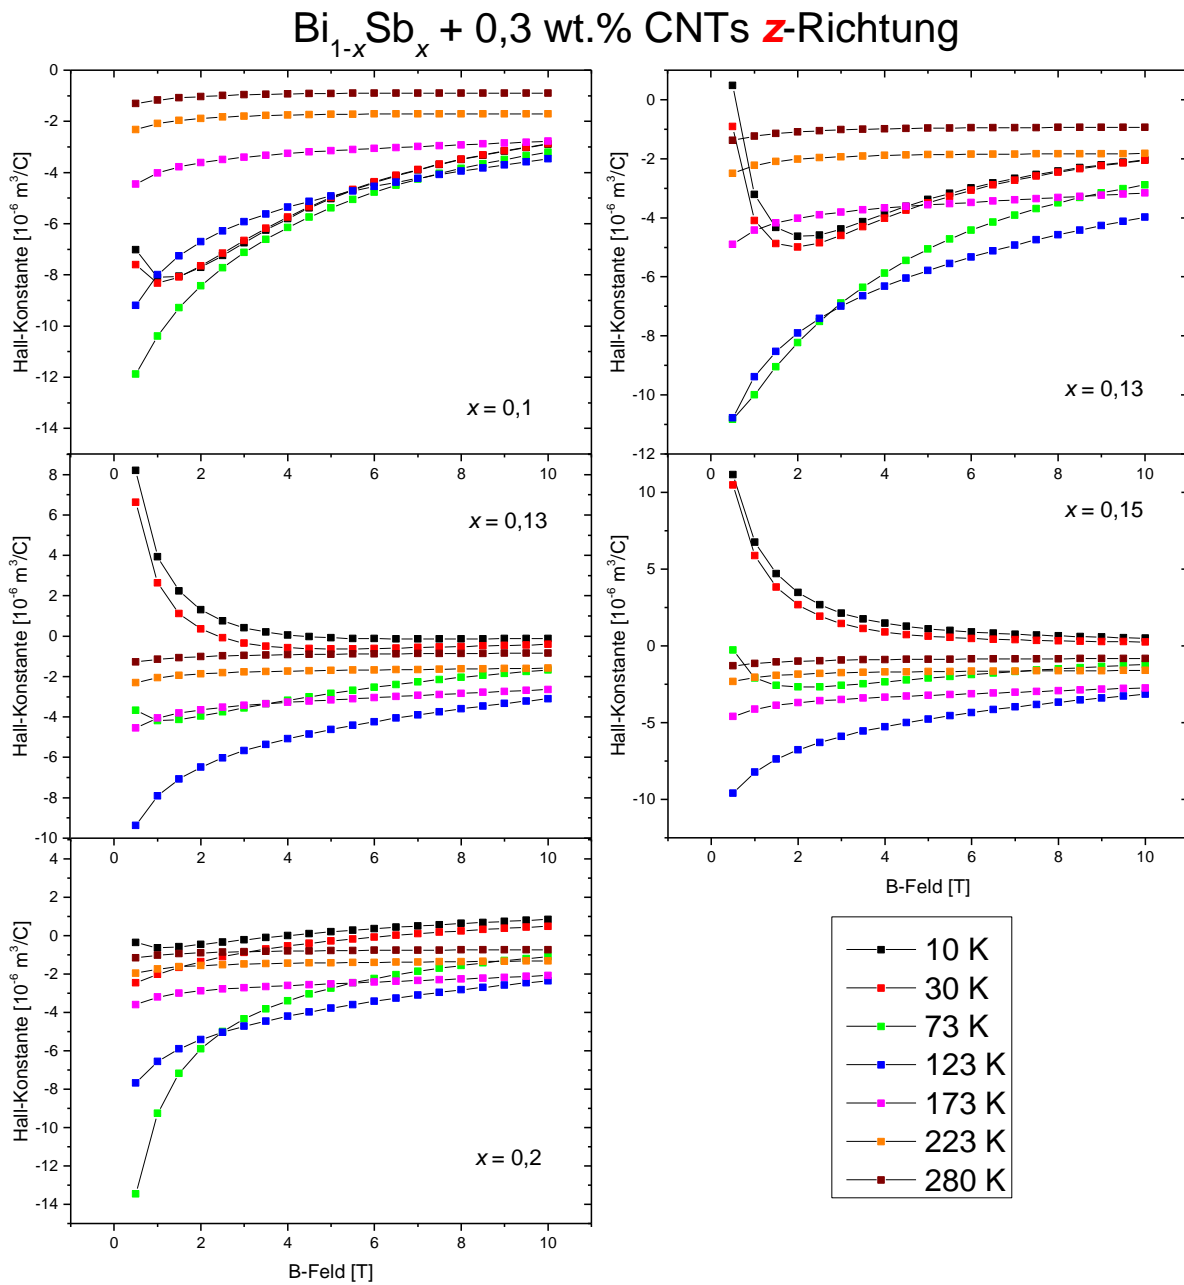 Bi1-xSbx + 0,3 wt.% CNTs z-Richtung
Hall-Konstante [10-6 m3/C]
0
-2
-4
-6
-8
-10
-12
-14
x = 0,1
0 2 4 6 8 10
Hall-Konstante [10-6 m3/C]
0
-2
-4
-6
-8
-10
-12
x = 0,13
0 2 4 6 8 10
Hall-Konstante [10-6 m3/C]
8
6
4
2
0
-2
-4
-6
-8
-10
x = 0,13
0 2 4 6 8 10
Hall-Konstante [10-6 m3/C]
10
5
0
-5
-10
x = 0,15
0 2 4 6 8 10
B-Feld [T]
Hall-Konstante [10-6 m3/C]
4
2
0
-2
-4
-6
-8
-10
-12
-14
x = 0,2
0 2 4 6 8 10
B-Feld [T]
10 K
30 K
73 K
123 K
173 K
223 K
280 K